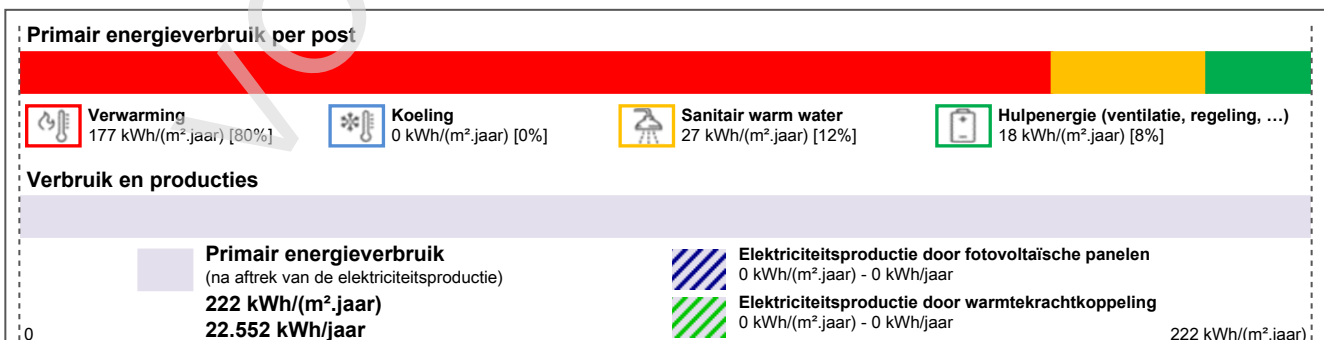 Primair energieverbruik per post
Verwarming
177 kWh/(m².jaar) [80%]
Koeling
0 kWh/(m².jaar) [0%]
Sanitair warm water
27 kWh/(m².jaar) [12%]
Hulpenergie (ventilatie, regeling, …)
18 kWh/(m².jaar) [8%]
Verbruik en producties
Primair energieverbruik
(na aftrek van de elektriciteitsproductie)
222 kWh/(m².jaar)
22.552 kWh/jaar
Elektriciteitsproductie door fotovoltaïsche panelen
0 kWh/(m².jaar) - 0 kWh/jaar
Elektriciteitsproductie door warmtekrachtkoppeling
0 kWh/(m².jaar) - 0 kWh/jaar
0
222 kWh/(m².jaar)